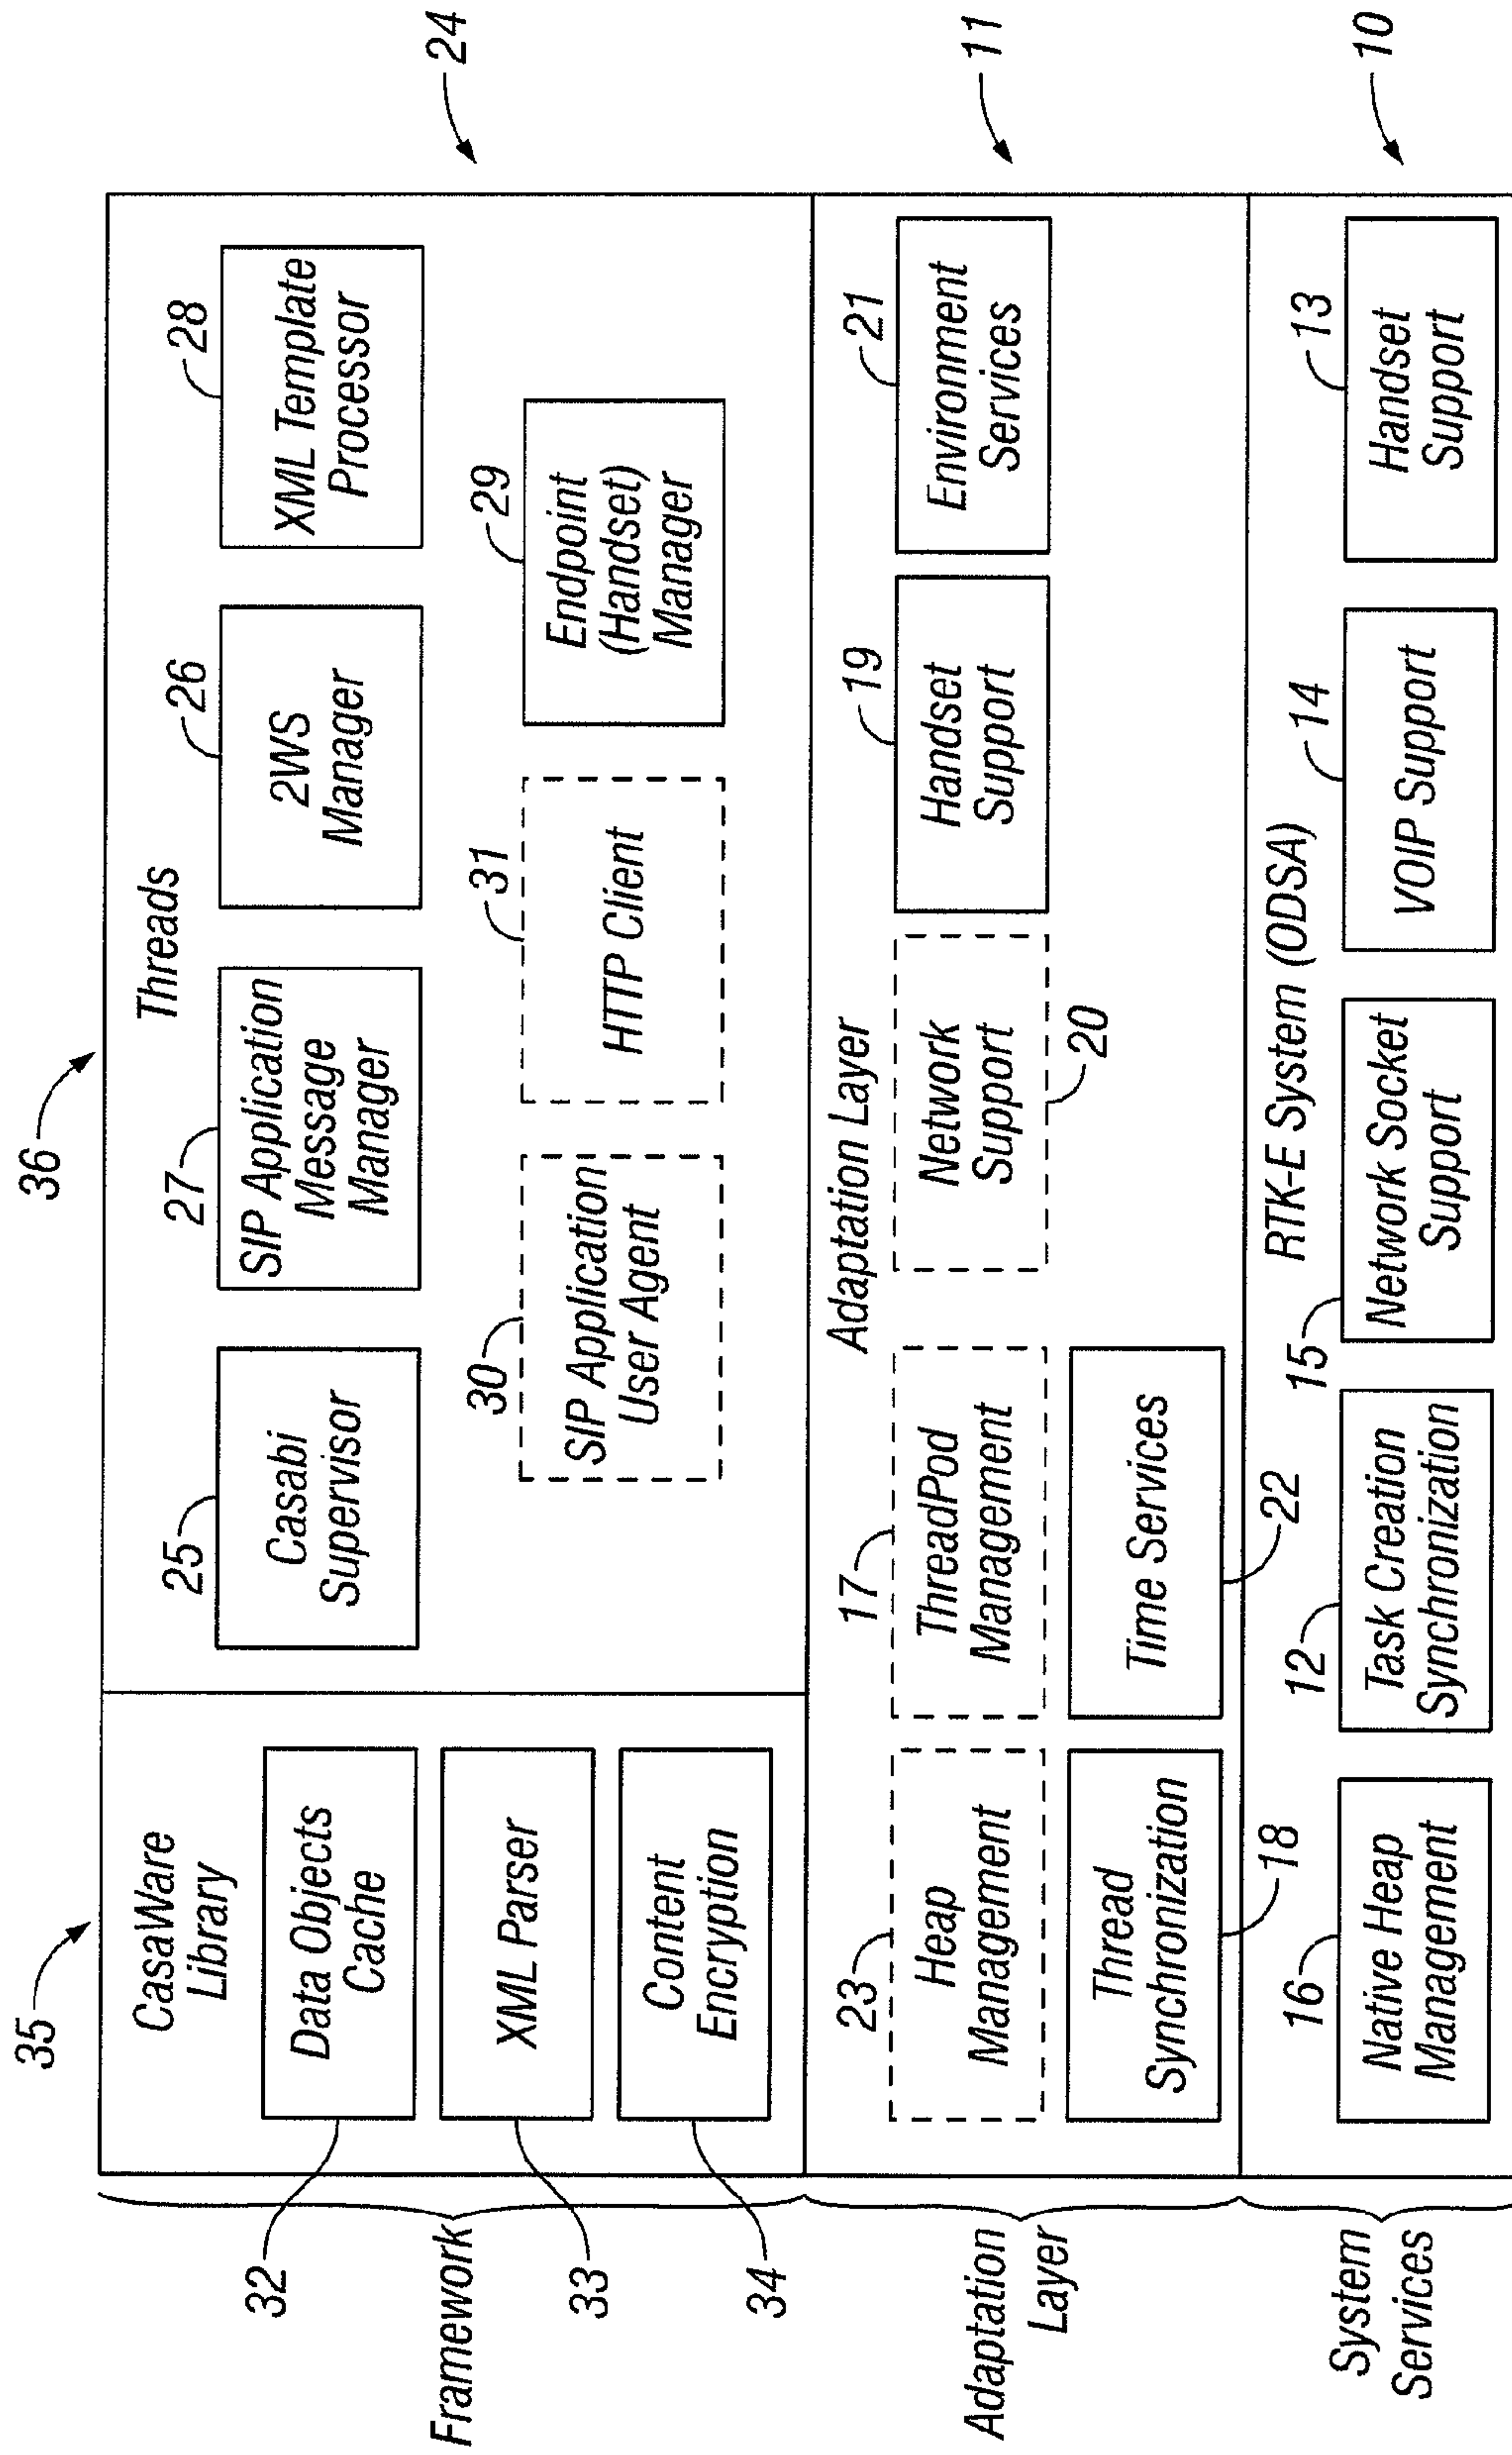 35
36
CasaWare
Library
Threads
24
32
Data Objects
Cache
33
XML Parser
34
Content
Encryption
25
Casabi
Supervisor
27
SIP Application
Message
Manager
26
2WS
Manager
28
XML Template
Processor
30
SIP Application
User Agent
31
HTTP Client
29
Endpoint
(Handset)
Manager
Framework
Adaptation Layer
11
23
Heap
Management
17
ThreadPod
Management
Network
Support
20
19
Handset
Support
21
Environment
Services
Thread
Synchronization
18
Time Services
22
Adaptation
Layer
RTK-E System (ODSA)
10
16
Native Heap
Management
12
Task Creation
Synchronization
15
Network Socket
Support
14
VOIP Support
13
Handset
Support
System
Services